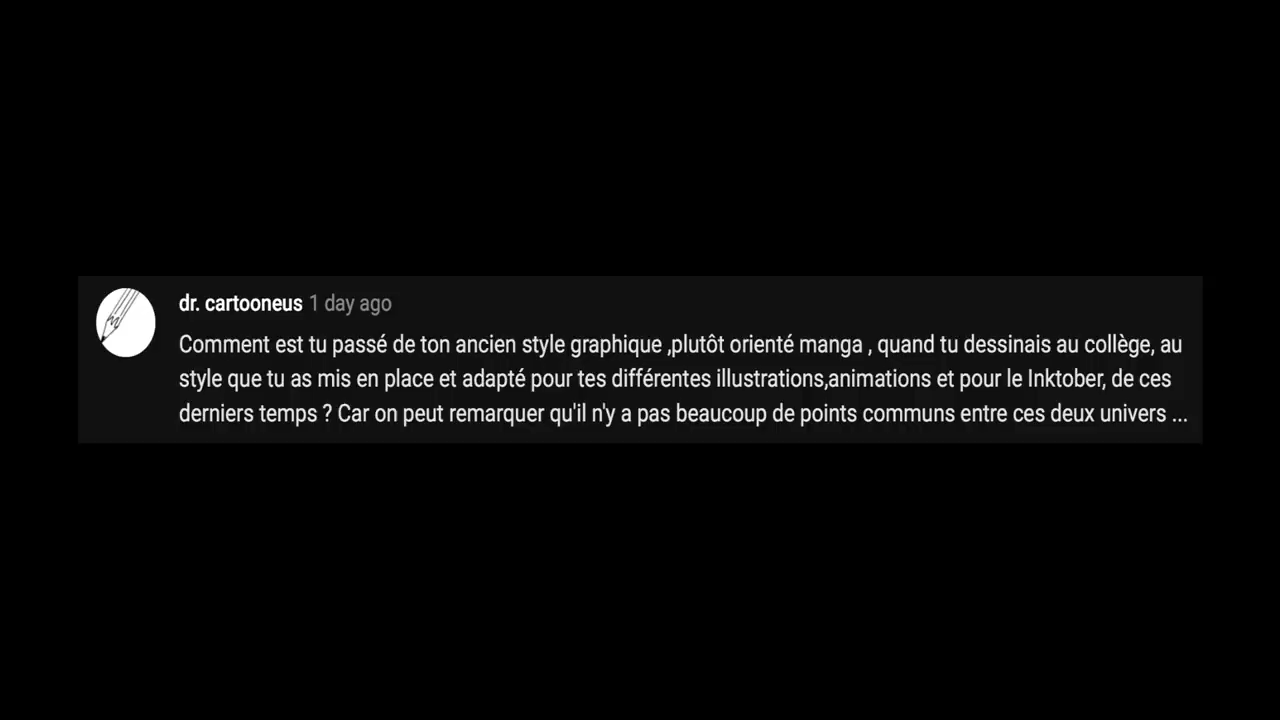 dr. cartooneus 1 day ago
Comment est tu passé de ton ancien style graphique ,plutôt orienté manga , quand tu dessinais au collège, au
style que tu as mis en place et adapté pour tes différentes illustrations,animations et pour le Inktober, de ces
derniers temps ? Car on peut remarquer qu'il n'y a pas beaucoup de points communs entre ces deux univers ...